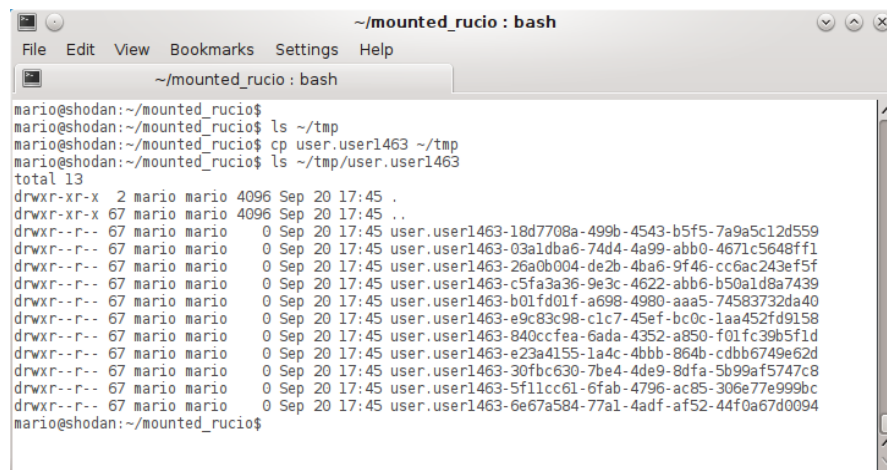 ~/mounted_rucio : bash
File Edit View Bookmarks Settings Help
~/mounted_rucio : bash
mario@shodan:~/mounted_rucio$
mario@shodan:~/mounted_rucio$ ls ~/tmp
mario@shodan:~/mounted_rucio$ cp user.user1463 ~/tmp
mario@shodan:~/mounted_rucio$ ls ~/tmp/user.user1463
total 13
drwxr-xr-x 2 mario mario 4096 Sep 20 17:45 .
drwxr-xr-x 67 mario mario 4096 Sep 20 17:45 ..
drwxr--r-- 67 mario mario 0 Sep 20 17:45 user.user1463-18d7708a-499b-4543-b5f5-7a9a5c12d559
drwxr--r-- 67 mario mario 0 Sep 20 17:45 user.user1463-03a1dba6-74d4-4a99-abb0-4671c5648ff1
drwxr--r-- 67 mario mario 0 Sep 20 17:45 user.user1463-26a0b004-de2b-4ba6-9f46-cc6ac243ef5f
drwxr--r-- 67 mario mario 0 Sep 20 17:45 user.user1463-c5fa3a36-9e3c-4622-abb6-b50a1d8a7439
drwxr--r-- 67 mario mario 0 Sep 20 17:45 user.user1463-b01fd01f-a698-4980-aaa5-74583732da40
drwxr--r-- 67 mario mario 0 Sep 20 17:45 user.user1463-e9c83c98-c1c7-45ef-bc0c-1aa452fd9158
drwxr--r-- 67 mario mario 0 Sep 20 17:45 user.user1463-840ccfea-6ada-4352-a850-f01fc39b5f1d
drwxr--r-- 67 mario mario 0 Sep 20 17:45 user.user1463-e23a4155-1a4c-4bbb-864b-cdbb6749e62d
drwxr--r-- 67 mario mario 0 Sep 20 17:45 user.user1463-30fbc630-7be4-4de9-8dfa-5b99af5747c8
drwxr--r-- 67 mario mario 0 Sep 20 17:45 user.user1463-5f11cc61-6fab-4796-ac85-306e77e999bc
drwxr--r-- 67 mario mario 0 Sep 20 17:45 user.user1463-6e67a584-77a1-4adf-af52-44f0a67d0094
mario@shodan:~/mounted_rucio$